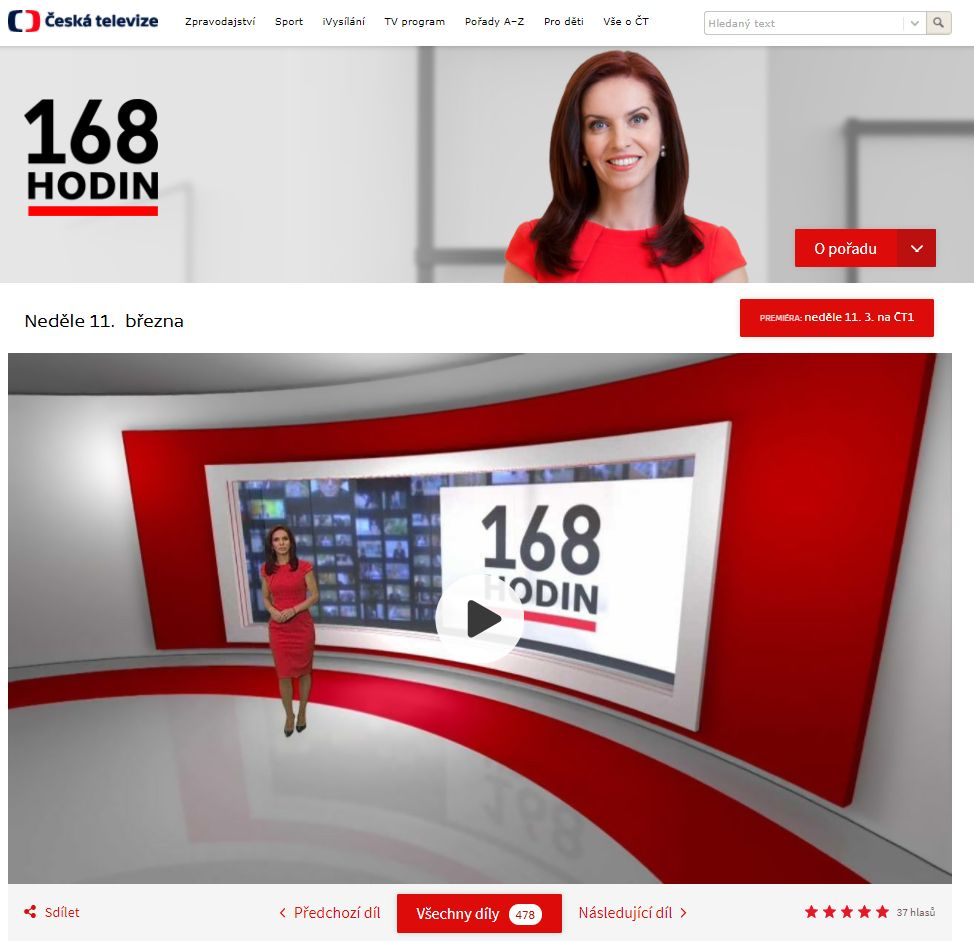 Česká televize
Zpravodajství Sport iVysílání TV program Pořady A–Z Pro děti Vše o ČT
Hledaný text
168
HODIN
O pořadu
Neděle 11. března
PREMIÉRA: neděle 11. 3. na ČT1
168
HODIN
Sdílet
Předchozí díl
Všechny díly 478
Následující díl
37 hlasů